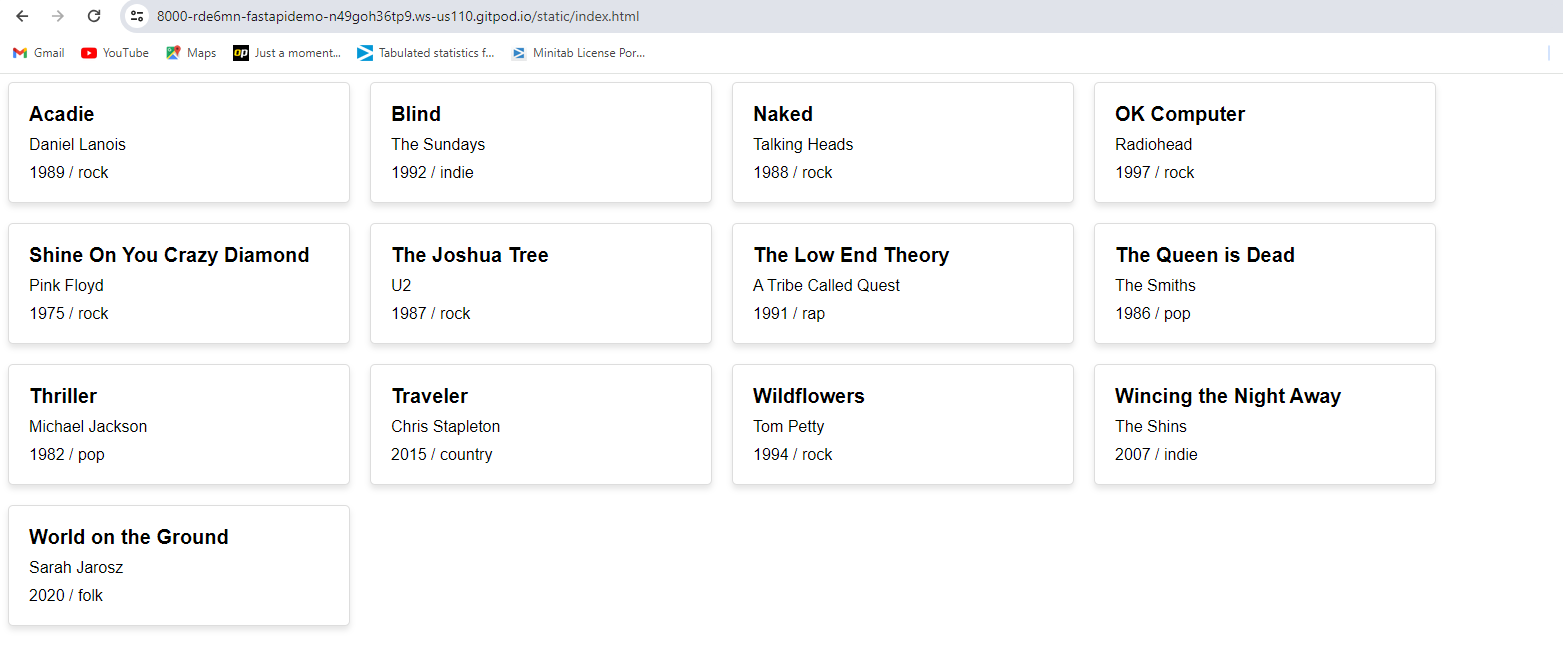 8000-rde6mn-fastapidemo-n49goh36tp9.ws-us110.gitpod.io/static/index.html
Gmail YouTube Maps op Just a moment... Tabulated statistics f... Minitab License Por...
Acadie
Daniel Lanois
1989 / rock
Blind
The Sundays
1992 / indie
Naked
Talking Heads
1988 / rock
OK Computer
Radiohead
1997 / rock
Shine On You Crazy Diamond
Pink Floyd
1975 / rock
The Joshua Tree
U2
1987 / rock
The Low End Theory
A Tribe Called Quest
1991 / rap
The Queen is Dead
The Smiths
1986 / pop
Thriller
Michael Jackson
1982 / pop
Traveler
Chris Stapleton
2015 / country
Wildflowers
Tom Petty
1994 / rock
Wincing the Night Away
The Shins
2007 / indie
World on the Ground
Sarah Jarosz
2020 / folk